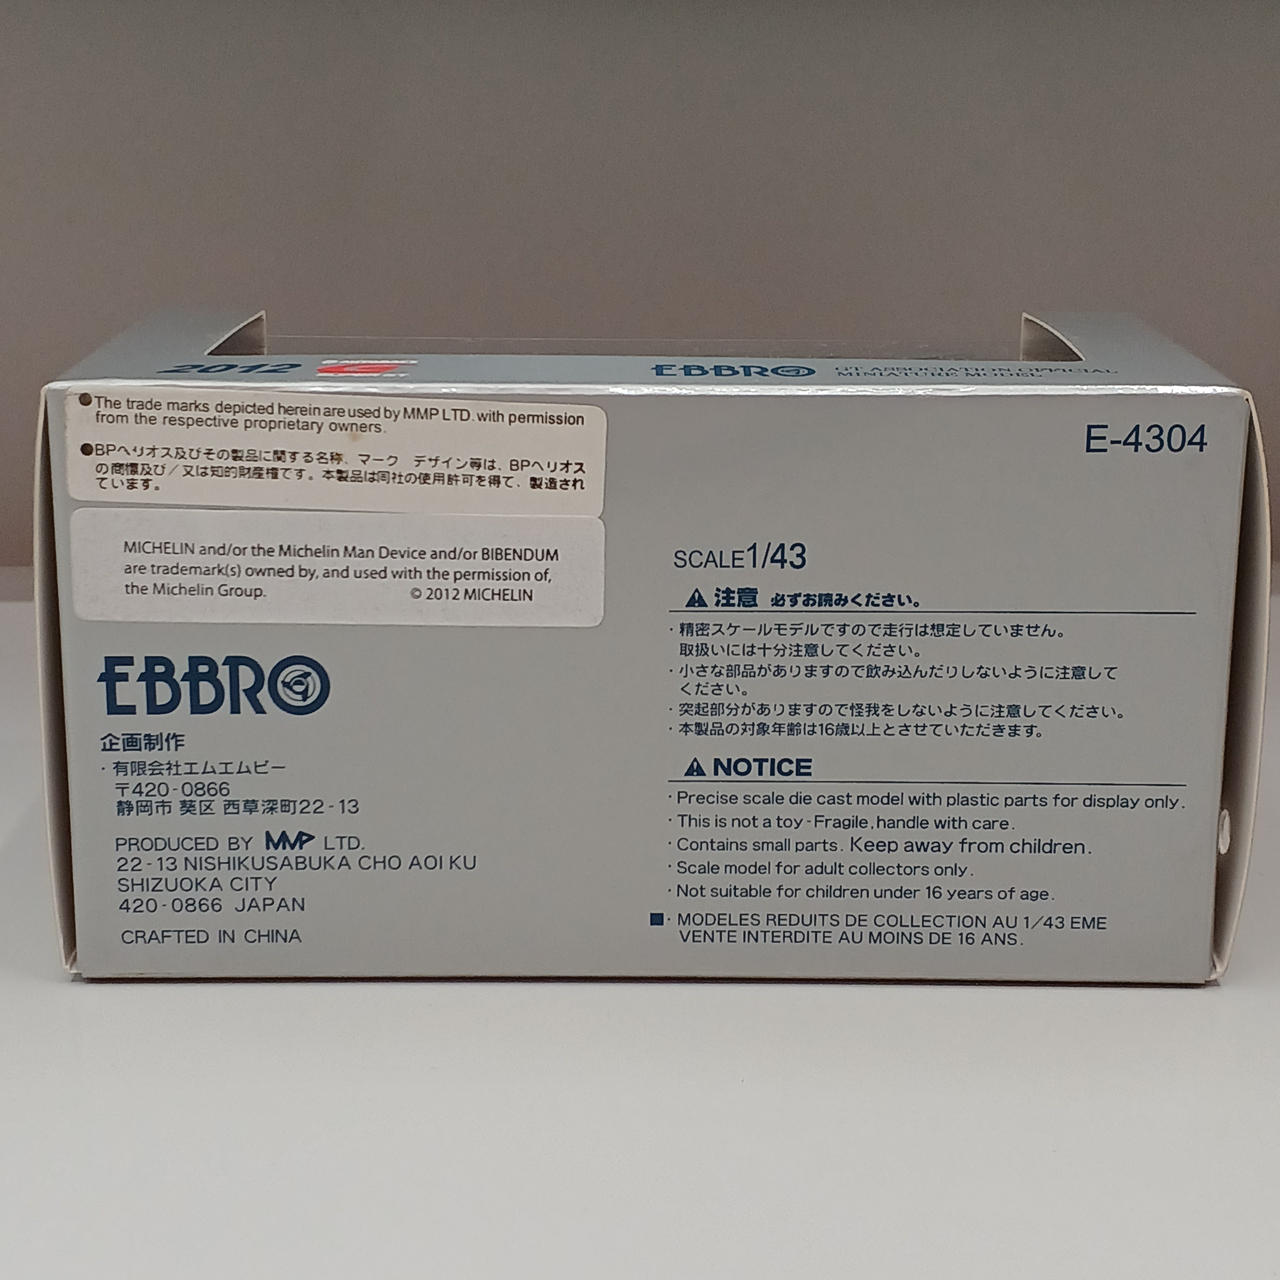 2012
EBBRO
GT ASSOCIATION OFFICIAL
MINIATURE MODEL
●The trade marks depicted herein are used by MMP LTD. with permission
from the respective proprietary owners.
●BPヘリオス及びその製品に関する名称、マーク デザイン等は、BPヘリオス
の商標及び/又は知的財産権です。本製品は同社の使用許可を得て、製造され
ています。
MICHELIN and/or the Michelin Man Device and/or BIBENDUM
are trademark(s) owned by, and used with the permission of,
the Michelin Group.
© 2012 MICHELIN
EBBRO
企画制作
・有限会社エムエムピー
〒420-0866
静岡市 葵区 西草深町22-13
PRODUCED BY MMP LTD.
22-13 NISHIKUSABUKA CHO AOI KU
SHIZUOKA CITY
420-0866 JAPAN
CRAFTED IN CHINA
E-4304
SCALE1/43
注意 必ずお読みください。
・精密スケールモデルですので走行は想定していません。
取扱いには十分注意してください。
・小さな部品がありますので飲み込んだりしないように注意して
ください。
・突起部分がありますので怪我をしないように注意してください。
・本製品の対象年齢は16歳以上とさせていただきます。
NOTICE
・Precise scale die cast model with plastic parts for display only.
・This is not a toy - Fragile, handle with care.
・Contains small parts. Keep away from children.
・Scale model for adult collectors only.
・Not suitable for children under 16 years of age.
■・MODELES REDUITS DE COLLECTION AU 1/43 EME
VENTE INTERDITE AU MOINS DE 16 ANS.